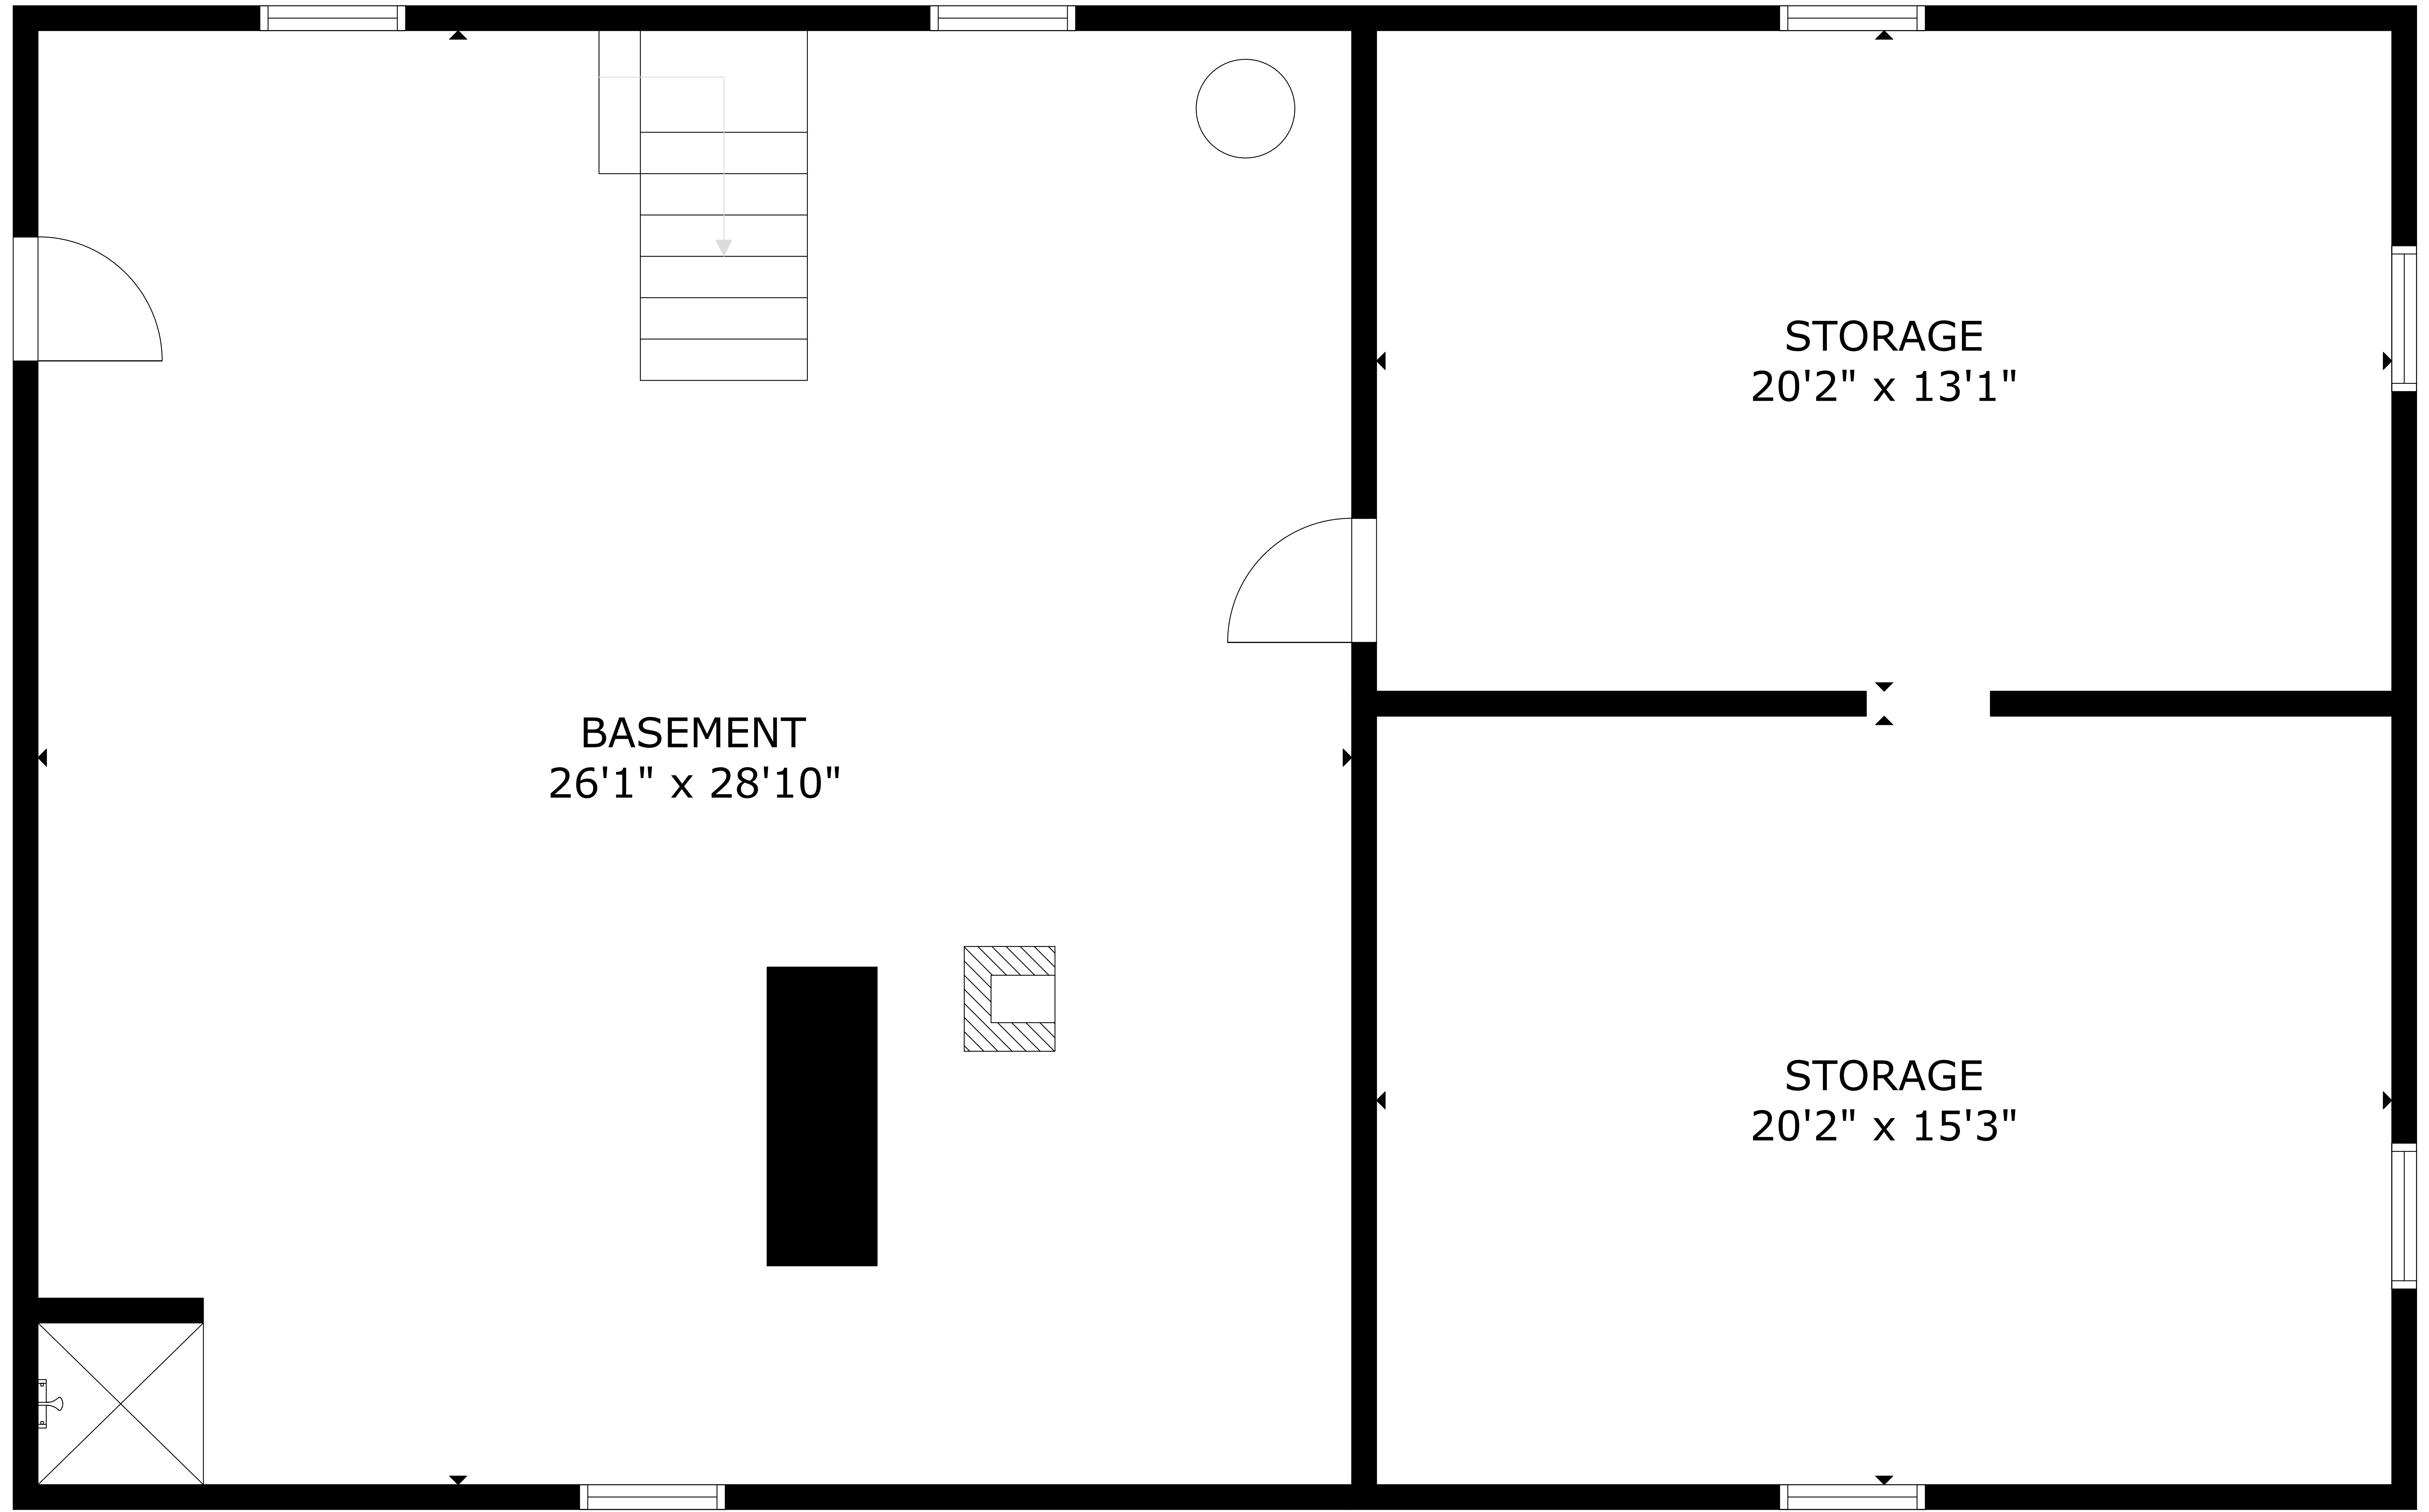 STORAGE
20'2" x 13'1"
BASEMENT
26'1" x 28'10"
STORAGE
20'2" x 15'3"